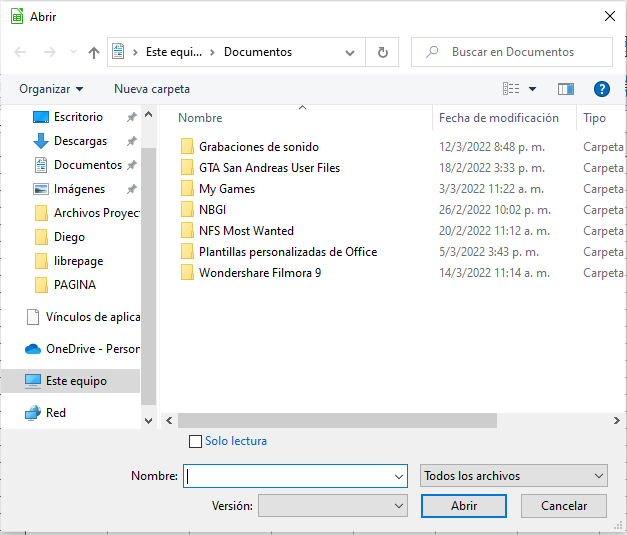 Abrir
Este equi... Documentos
Buscar en Documentos
Organizar Nueva carpeta
Nombre Fecha de modificación Tipo
Escritorio
Descargas
Documentos
Imágenes
Archivos Proyec
Diego
librepage
PAGINA
Vínculos de aplica
OneDrive - Person
Este equipo
Red
Grabaciones de sonido 12/3/2022 8:48 p. m. Carpeta
GTA San Andreas User Files 18/2/2022 3:33 p. m. Carpeta
My Games 3/3/2022 11:22 a. m. Carpeta
NBGI 26/2/2022 10:02 p. m. Carpeta
NFS Most Wanted 20/2/2022 11:12 a. m. Carpeta
Plantillas personalizadas de Office 5/3/2022 3:43 p. m. Carpeta
Wondershare Filmora 9 14/3/2022 11:14 a. m. Carpeta
Solo lectura
Nombre: Todos los archivos
Versión: Abrir Cancelar